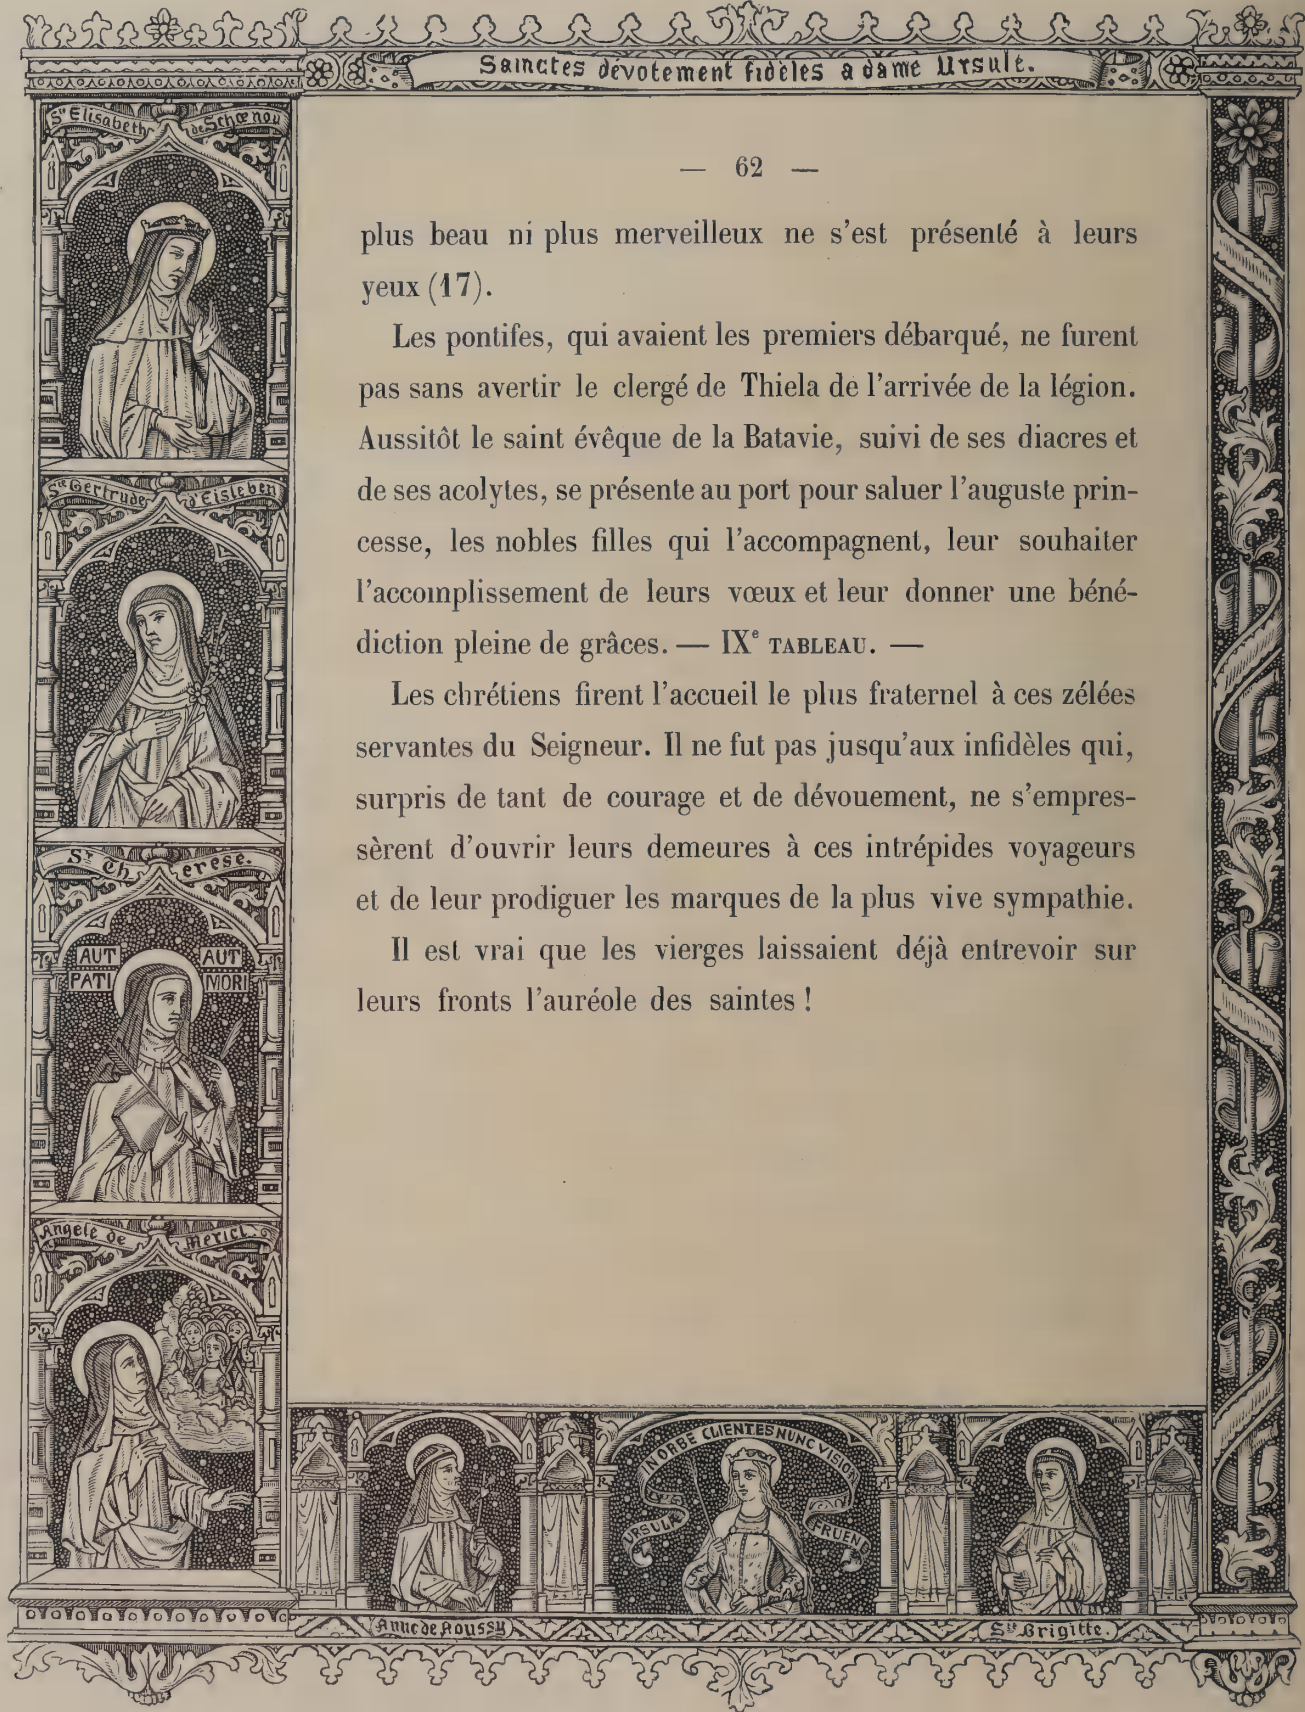 Sainctes dévotement fidèles a dame Ursule.
Ste Elisabeth de Schœnou
— 62 —
plus beau ni plus merveilleux ne s'est présenté à leurs
yeux (17).
Les pontifes, qui avaient les premiers débarqué, ne furent
pas sans avertir le clergé de Thiela de l'arrivée de la légion.
Aussitôt le saint évêque de la Batavie, suivi de ses diacres et
de ses acolytes, se présente au port pour saluer l'auguste prin-
cesse, les nobles filles qui l'accompagnent, leur souhaiter
l'accomplissement de leurs vœux et leur donner une béné-
diction pleine de grâces. — IXe TABLEAU. —
Les chrétiens firent l'accueil le plus fraternel à ces zélées
servantes du Seigneur. Il ne fut pas jusqu'aux infidèles qui,
surpris de tant de courage et de dévouement, ne s'empres-
sèrent d'ouvrir leurs demeures à ces intrépides voyageurs
et de leur prodiguer les marques de la plus vive sympathie.
Il est vrai que les vierges laissaient déjà entrevoir sur
leurs fronts l'auréole des saintes !
Ste Gertrude d'Eisleben
Ste Thérèse.
AUT PATI
AUT MORI
Angele de Merici.
URSULÆ IN ORBE CLIENTES NUNC VISION
FRUEN
Anne de Roussy
Ste Brigitte.